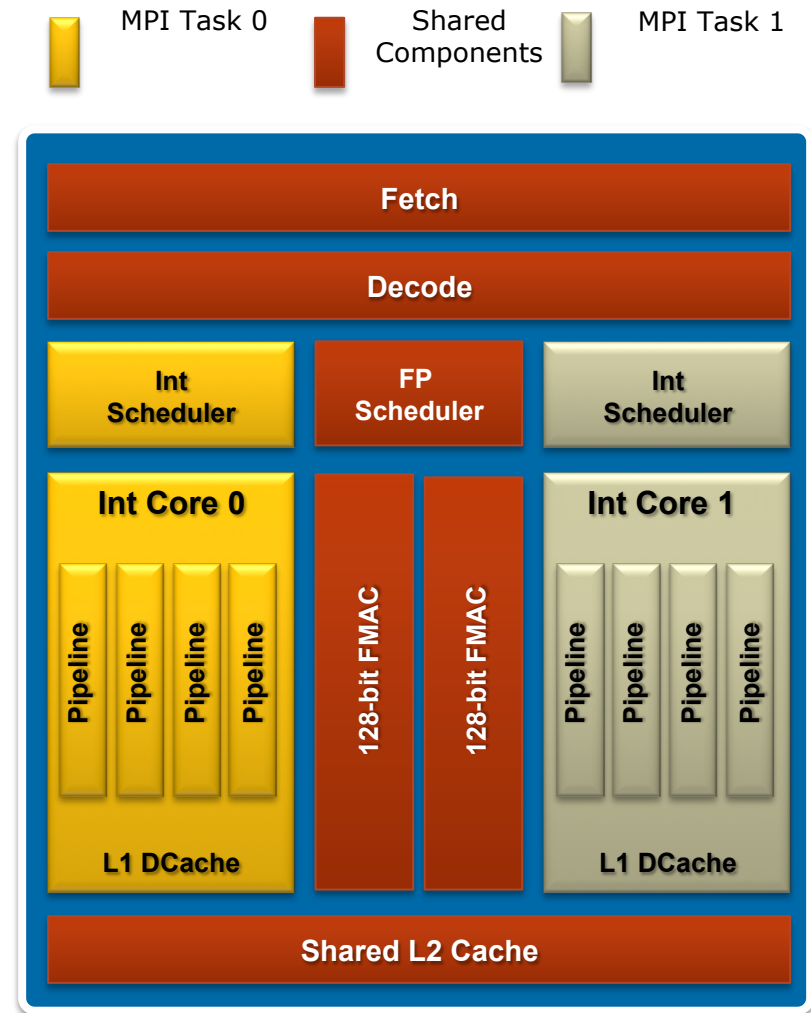 MPI Task 0
Shared
Components
MPI Task 1
Fetch
Decode
Int
Scheduler
FP
Scheduler
Int
Scheduler
Int Core 0
Pipeline
Pipeline
Pipeline
Pipeline
L1 DCache
128-bit FMAC
128-bit FMAC
Int Core 1
Pipeline
Pipeline
Pipeline
Pipeline
L1 DCache
Shared L2 Cache